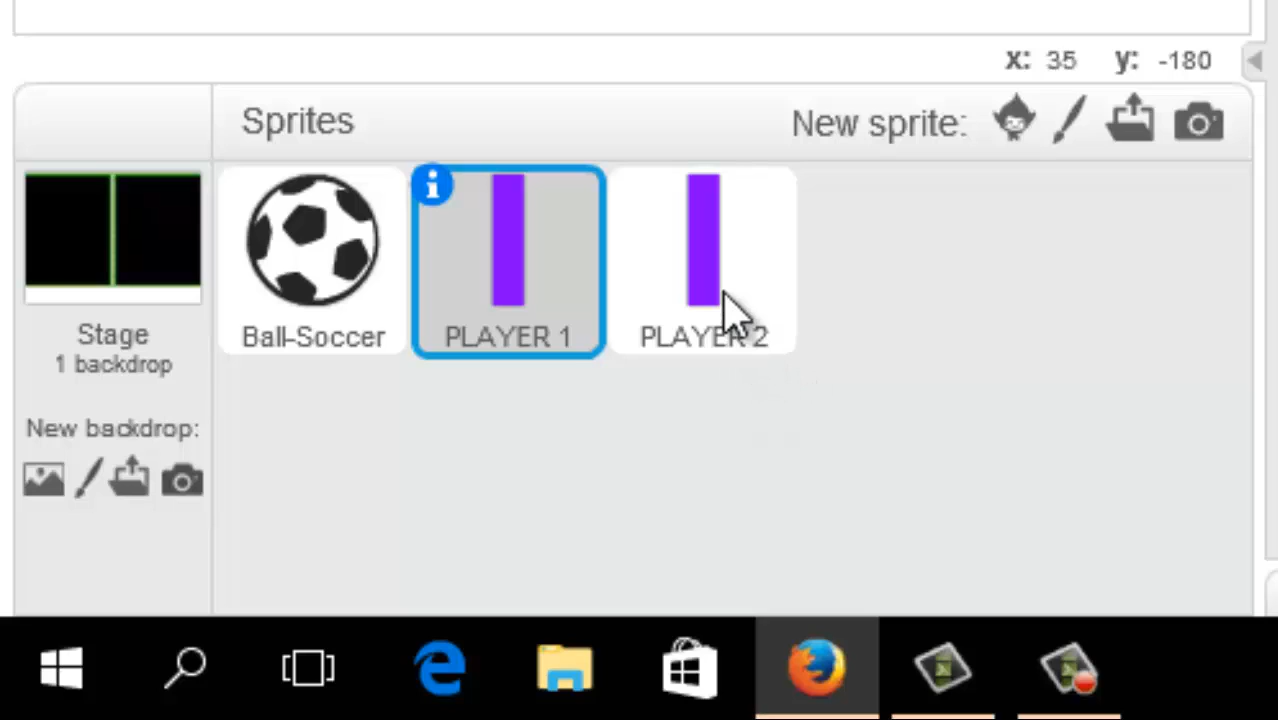 x: 35 y: -180
Sprites
New sprite:
i
Ball-Soccer
PLAYER 1
PLAYER 2
Stage
1 backdrop
New backdrop: